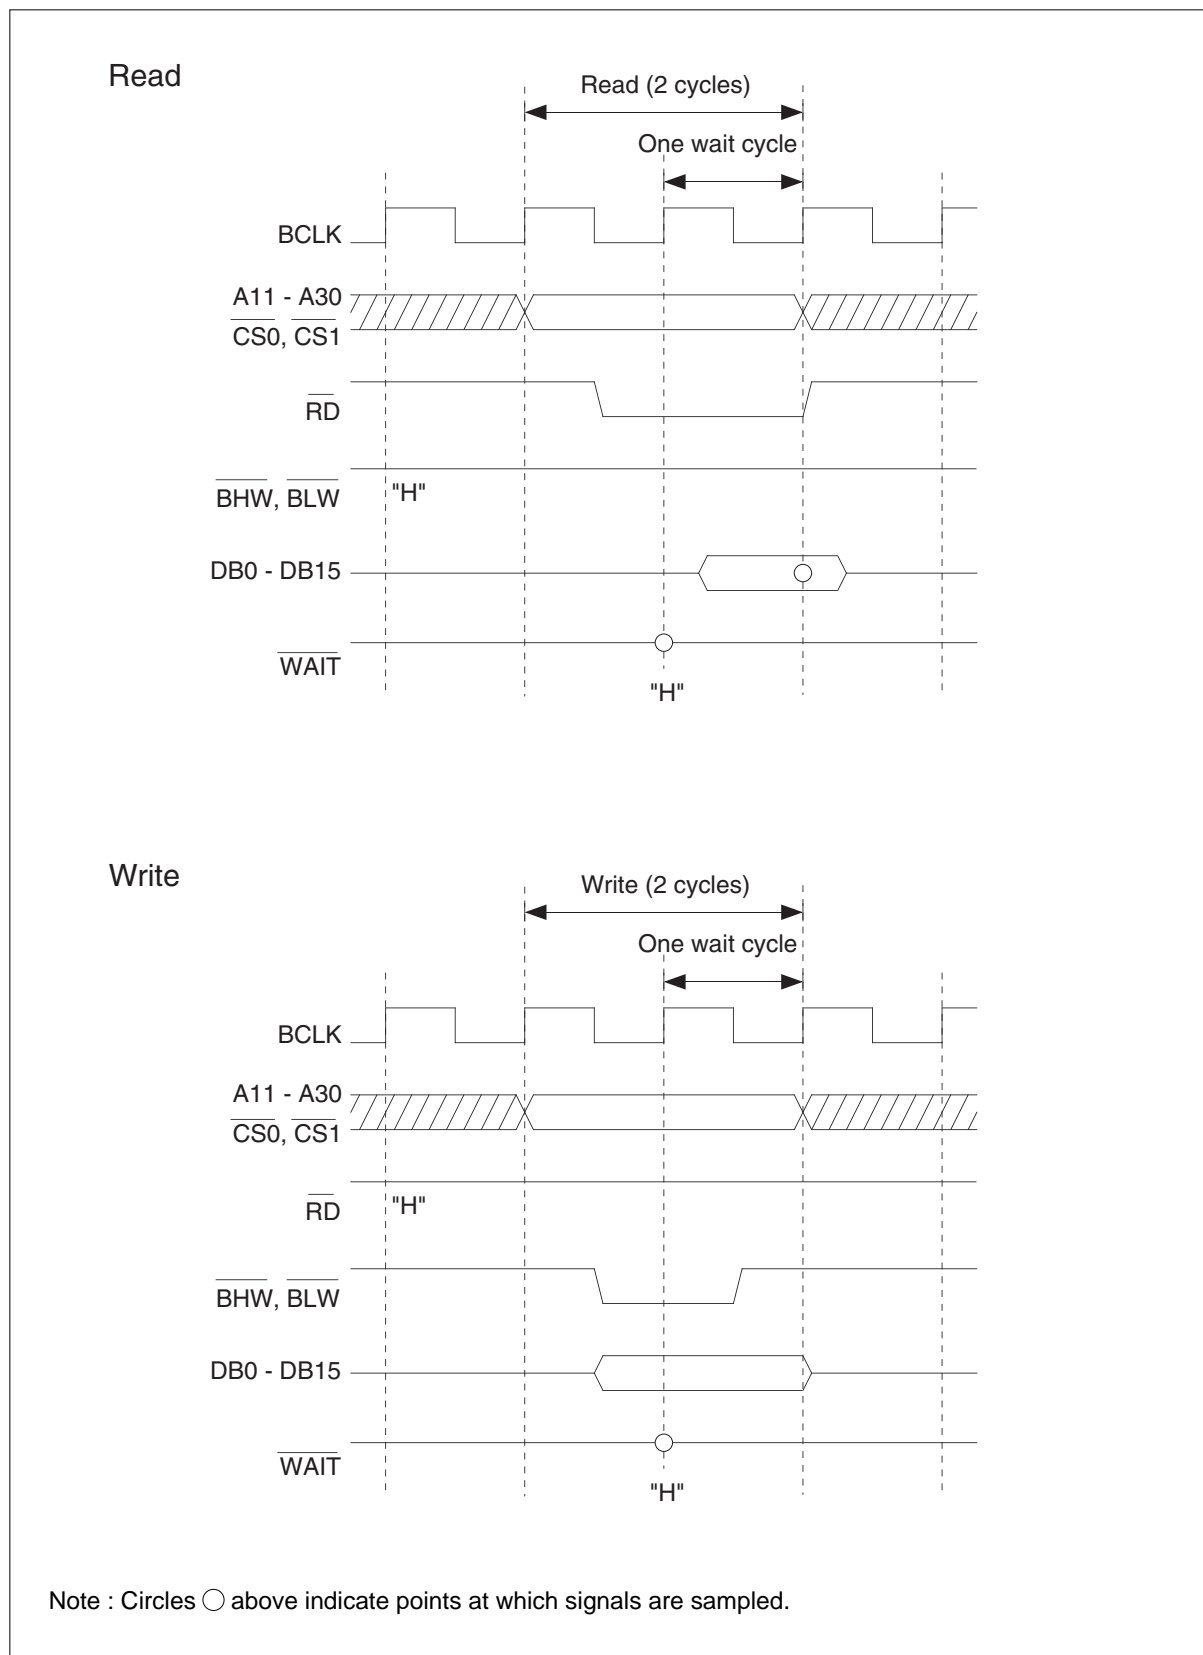 Read
Read (2 cycles)
One wait cycle
BCLK
A11 - A30
CS0, CS1
RD
BHW, BLW
"H"
DB0 - DB15
WAIT
"H"
Write
Write (2 cycles)
One wait cycle
BCLK
A11 - A30
CS0, CS1
RD
"H"
BHW, BLW
DB0 - DB15
WAIT
"H"
Note : Circles ○ above indicate points at which signals are sampled.